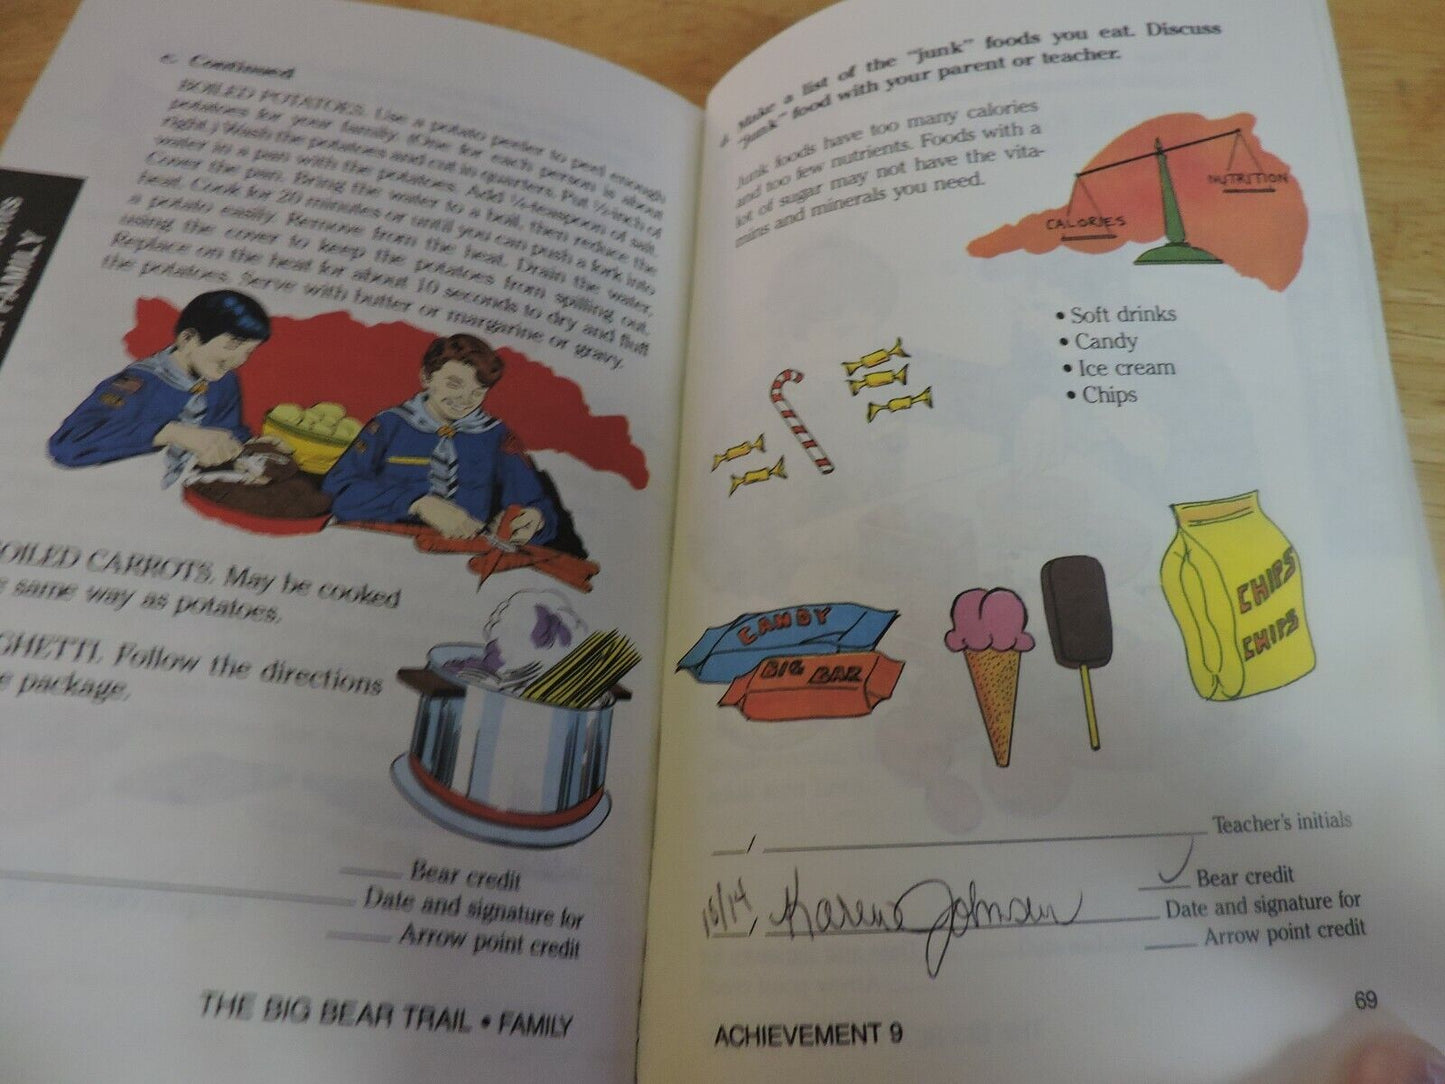 c. Continued
BOILED POTATOES. Use a potato peeler to peel enough
potatoes for your family. (One for each person is about
right.) Wash the potatoes and cut in quarters. Put ½-inch of
water in a pan with the potatoes. Add ½-teaspoon of salt.
Cover the pan. Bring the water to a boil, then reduce the
heat. Cook for 20 minutes or until you can push a fork into
a potato easily. Remove from the heat. Drain the water,
using the cover to keep the potatoes from spilling out.
Replace on the heat for about 10 seconds to dry and fluff
the potatoes. Serve with butter or margarine or gravy.
FAMILY
OILED CARROTS. May be cooked
e same way as potatoes.
GHETTI. Follow the directions
e package.
Bear credit
Date and signature for
Arrow point credit
THE BIG BEAR TRAIL • FAMILY
d. Make a list of the "junk" foods you eat. Discuss
"junk" food with your parent or teacher.
Junk foods have too many calories
and too few nutrients. Foods with a
lot of sugar may not have the vita-
mins and minerals you need.
CALORIES
NUTRITION
• Soft drinks
• Candy
• Ice cream
• Chips
CANDY
BIG BAR
CHIPS
CHIPS
/ Teacher's initials
Bear credit
10/14 Karen Johnson Date and signature for
Arrow point credit
69
ACHIEVEMENT 9